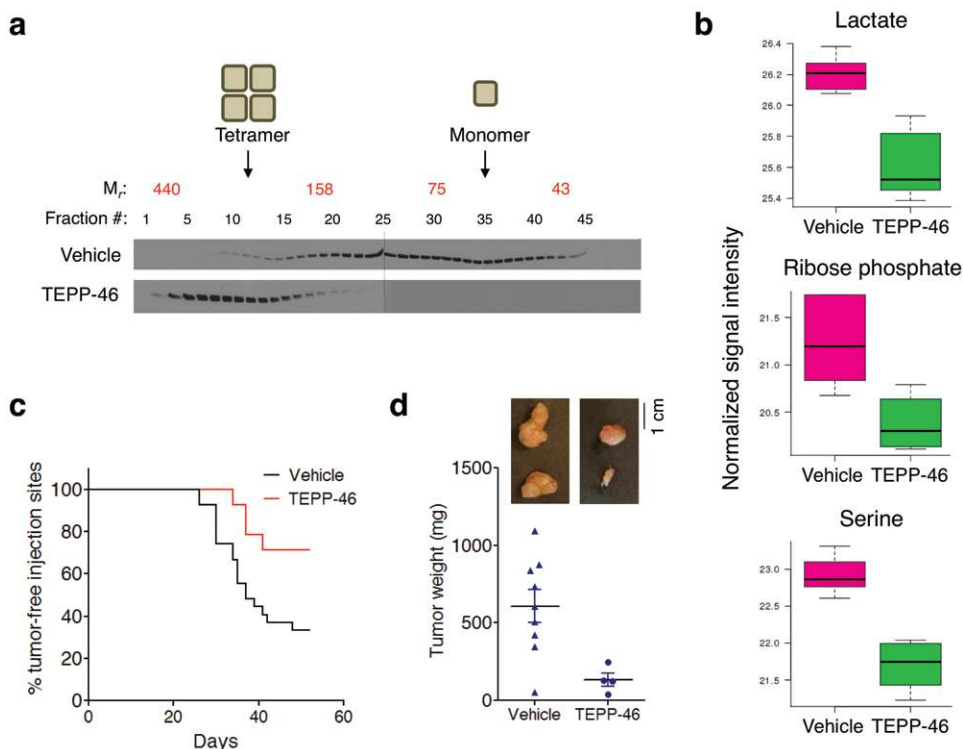 a
Tetramer
Monomer
Mr: 440 158 75 43
Fraction #: 1 5 10 15 20 25 30 35 40 45
Vehicle
TEPP-46
b
Normalized signal intensity
Lactate
26.4
26.2
26.0
25.8
25.6
25.4
Vehicle TEPP-46
Ribose phosphate
21.5
21.0
20.5
Vehicle TEPP-46
Serine
23.0
22.5
22.0
21.5
Vehicle TEPP-46
c
% tumor-free injection sites
100
80
60
40
20
0
Vehicle
TEPP-46
0 20 40 60
Days
d
1 cm
Tumor weight (mg)
1500
1000
500
0
Vehicle TEPP-46